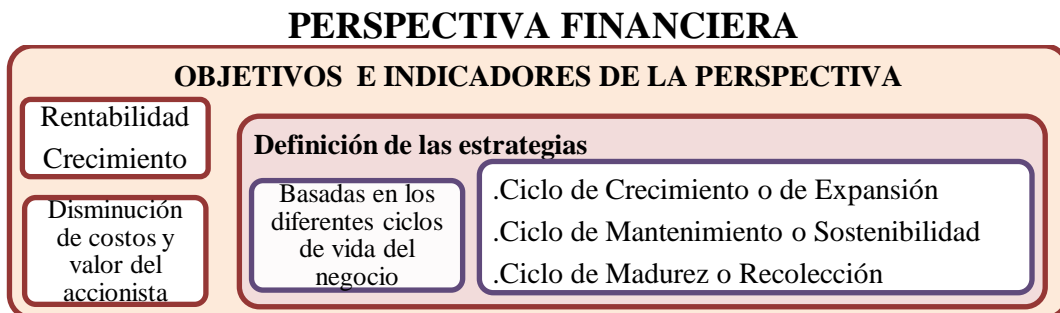 PERSPECTIVA FINANCIERA
OBJETIVOS E INDICADORES DE LA PERSPECTIVA
Rentabilidad
Crecimiento
Disminución
de costos y
valor del
accionista
Definición de las estrategias
Basadas en los
diferentes ciclos
de vida del
negocio
.Ciclo de Crecimiento o de Expansión
.Ciclo de Mantenimiento o Sostenibilidad
.Ciclo de Madurez o Recolección